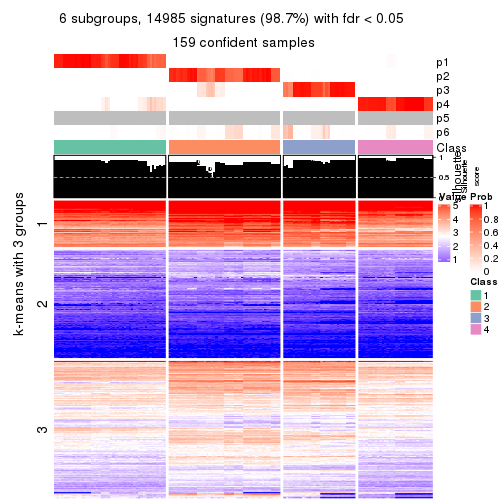 6 subgroups, 14985 signatures (98.7%) with fdr < 0.05
159 confident samples
p1
p2
p3
p4
p5
p6
Class
1
0.5
Silhouette
silhouette
score
k-means with 3 groups
1
2
3
Value
5
4
3
2
1
Prob
1
0.8
0.6
0.4
0.2
0
Class
1
2
3
4